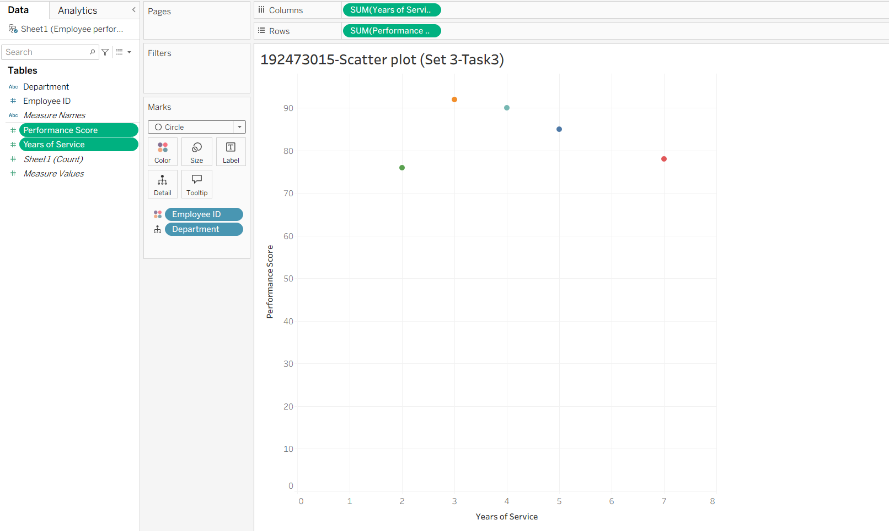 Data
Analytics
Sheet1 (Employee perfor...
Search
Tables
Abc Department
# Employee ID
Abc Measure Names
# Performance Score
# Years of Service
# Sheet1 (Count)
# Measure Values
Pages
Filters
Marks
Circle
Color Size Label
Detail Tooltip
Employee ID
Department
Columns SUM(Years of Servi..
Rows SUM(Performance ..
192473015-Scatter plot (Set 3-Task3)
90
80
70
60
50
40
30
20
10
0
Performance Score
0 1 2 3 4 5 6 7 8
Years of Service